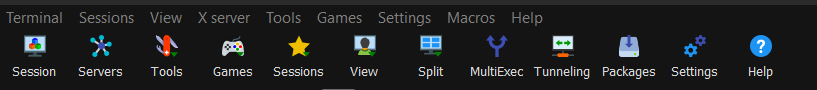 Terminal Sessions View X server Tools Games Settings Macros Help
Session Servers Tools Games Sessions View Split MultiExec Tunneling Packages Settings Help